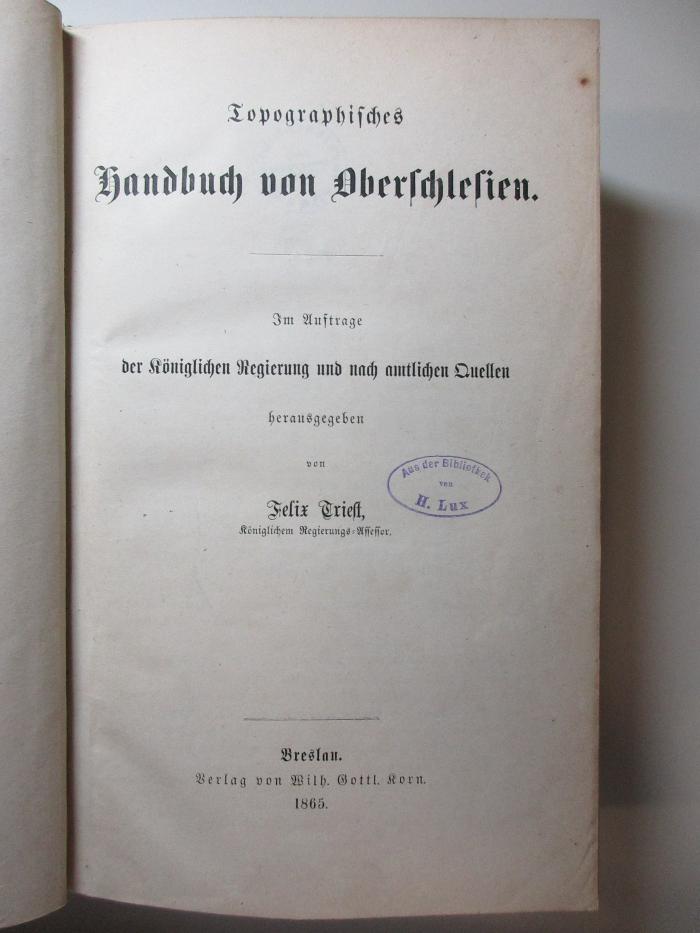 Topographisches
Handbuch von Oberschlesien.
Im Auftrage
der Königlichen Regierung und nach amtlichen Quellen
herausgegeben
von
Felix Triest,
Königlichem Regierungs-Assessor.
Aus der Bibliothek
von
H. Lux
Breslau.
Verlag von Wilh. Gottl. Korn.
1865.